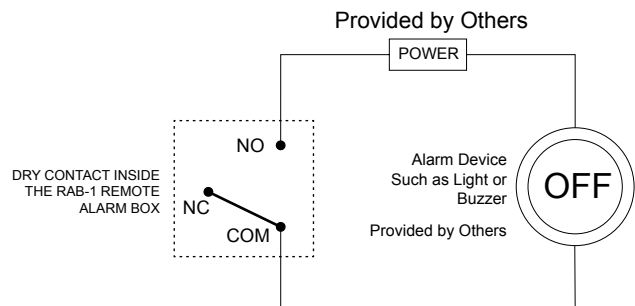 Provided by Others
POWER
NO
DRY CONTACT INSIDE
THE RAB-1 REMOTE
ALARM BOX
NC
COM
Alarm Device
Such as Light or
Buzzer
Provided by Others
OFF